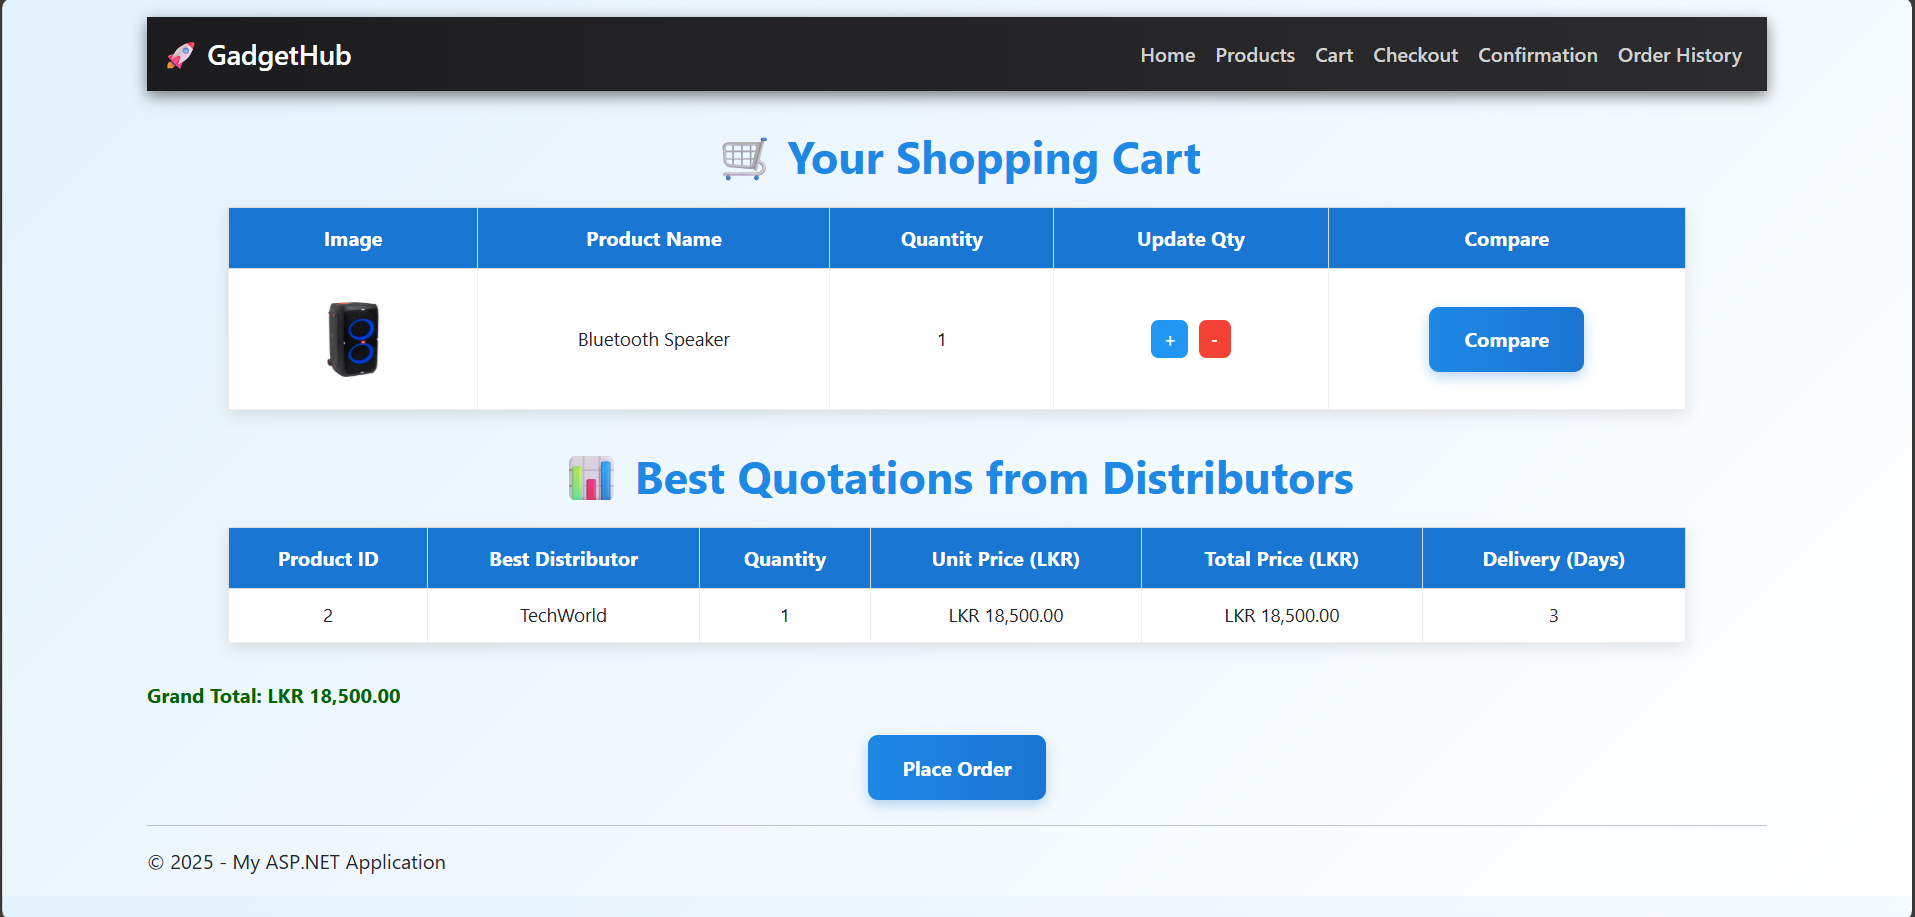 GadgetHub Home Products Cart Checkout Confirmation Order History
Your Shopping Cart
Image Product Name Quantity Update Qty Compare
Bluetooth Speaker 1 + - Compare
Best Quotations from Distributors
Product ID Best Distributor Quantity Unit Price (LKR) Total Price (LKR) Delivery (Days)
2 TechWorld 1 LKR 18,500.00 LKR 18,500.00 3
Grand Total: LKR 18,500.00
Place Order
© 2025 - My ASP.NET Application